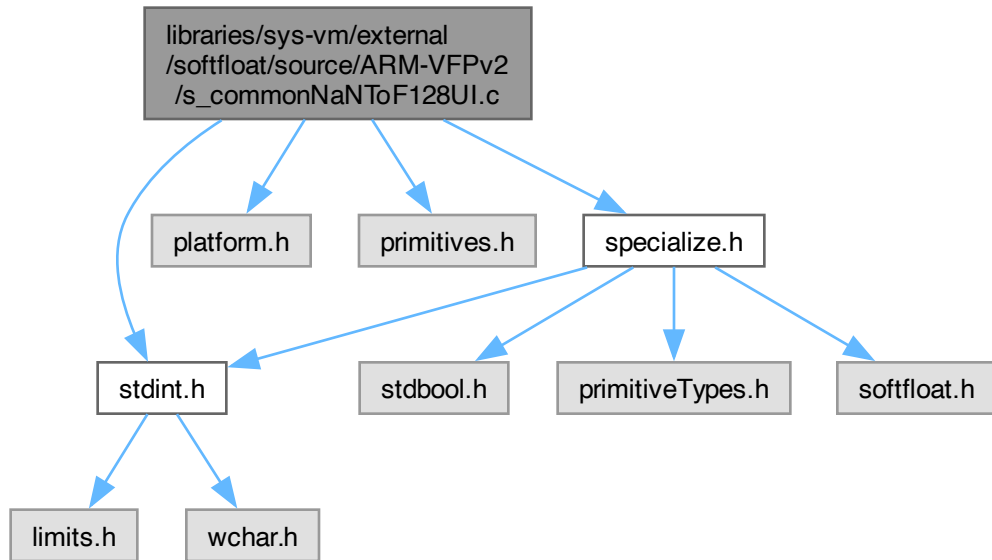 libraries/sys-vm/external
/softfloat/source/ARM-VFPv2
/s_commonNaNToF128UI.c
platform.h
primitives.h
specialize.h
stdint.h
stdbool.h
primitiveTypes.h
softfloat.h
limits.h
wchar.h